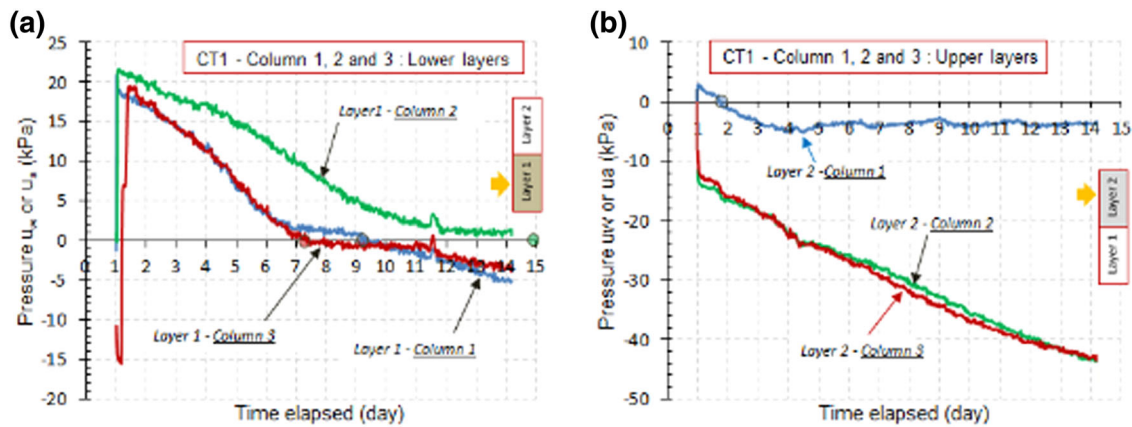 (a)
CT1 - Column 1, 2 and 3 : Lower layers
25
20
15
10
5
0
-5
-10
-15
-20
Pressure uw or ua (kPa)
0 1 2 3 4 5 6 7 8 9 10 11 12 13 14 15
Time elapsed (day)
Layer1 - Column 2
Layer 1 - Column 3
Layer 1 - Column 1
Layer 2
Layer 1
(b)
CT1 - Column 1, 2 and 3 : Upper layers
10
0
-10
-20
-30
-40
-50
Pressure uw or ua (kPa)
0 1 2 3 4 5 6 7 8 9 10 11 12 13 14 15
Time elapsed (day)
Layer 2 -Column 1
Layer 2 - Column 2
Layer 2 - Column 3
Layer 2
Layer 1